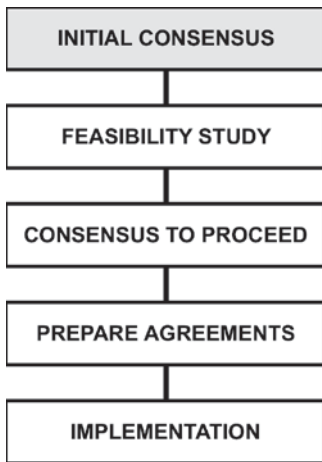 INITIAL CONSENSUS
FEASIBILITY STUDY
CONSENSUS TO PROCEED
PREPARE AGREEMENTS
IMPLEMENTATION